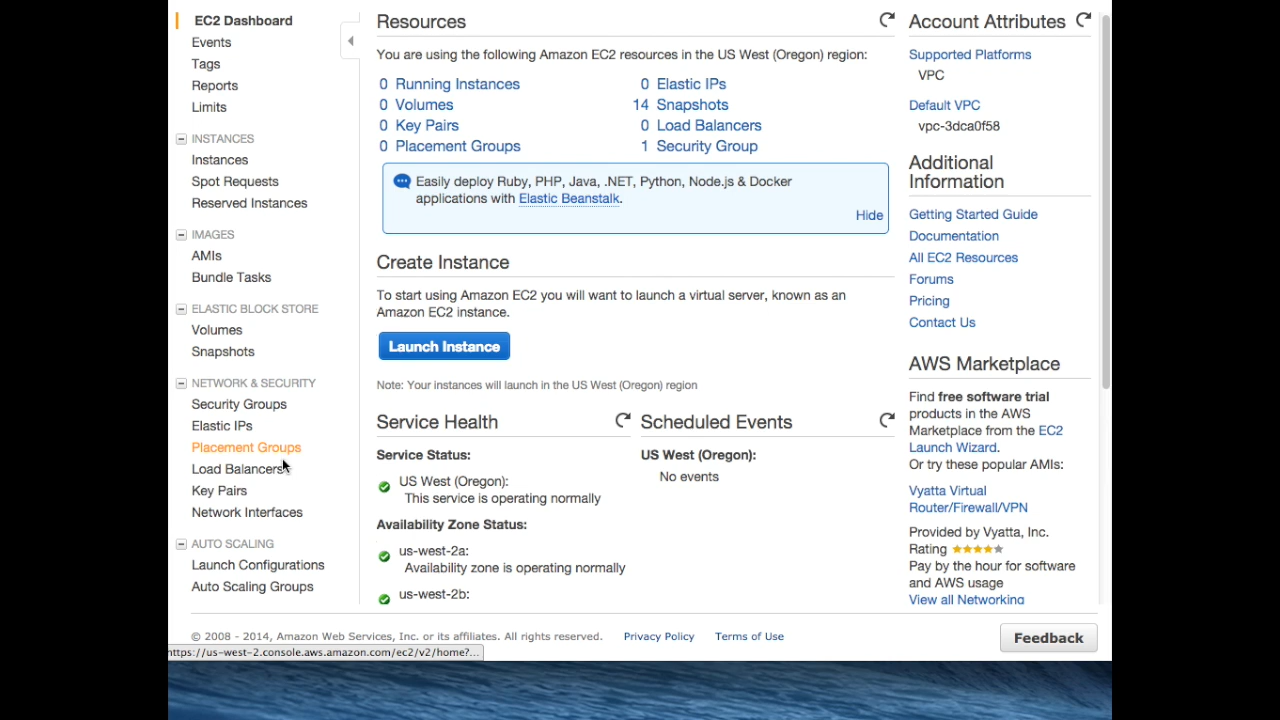 EC2 Dashboard
Events
Tags
Reports
Limits
INSTANCES
Instances
Spot Requests
Reserved Instances
IMAGES
AMIs
Bundle Tasks
ELASTIC BLOCK STORE
Volumes
Snapshots
NETWORK & SECURITY
Security Groups
Elastic IPs
Placement Groups
Load Balancers
Key Pairs
Network Interfaces
AUTO SCALING
Launch Configurations
Auto Scaling Groups
Resources
You are using the following Amazon EC2 resources in the US West (Oregon) region:
0 Running Instances
0 Elastic IPs
0 Volumes
14 Snapshots
0 Key Pairs
0 Load Balancers
0 Placement Groups
1 Security Group
Easily deploy Ruby, PHP, Java, .NET, Python, Node.js & Docker
applications with Elastic Beanstalk.
Hide
Create Instance
To start using Amazon EC2 you will want to launch a virtual server, known as an
Amazon EC2 instance.
Launch Instance
Note: Your instances will launch in the US West (Oregon) region
Service Health
Service Status:
US West (Oregon):
This service is operating normally
Availability Zone Status:
us-west-2a:
Availability zone is operating normally
us-west-2b:
Scheduled Events
US West (Oregon):
No events
Account Attributes
Supported Platforms
VPC
Default VPC
vpc-3dca0f58
Additional
Information
Getting Started Guide
Documentation
All EC2 Resources
Forums
Pricing
Contact Us
AWS Marketplace
Find free software trial
products in the AWS
Marketplace from the EC2
Launch Wizard.
Or try these popular AMIs:
Vyatta Virtual
Router/Firewall/VPN
Provided by Vyatta, Inc.
Rating
Pay by the hour for software
and AWS usage
View all Networking
© 2008 - 2014, Amazon Web Services, Inc. or its affiliates. All rights reserved.
Privacy Policy
Terms of Use
Feedback
https://us-west-2.console.aws.amazon.com/ec2/v2/home?...